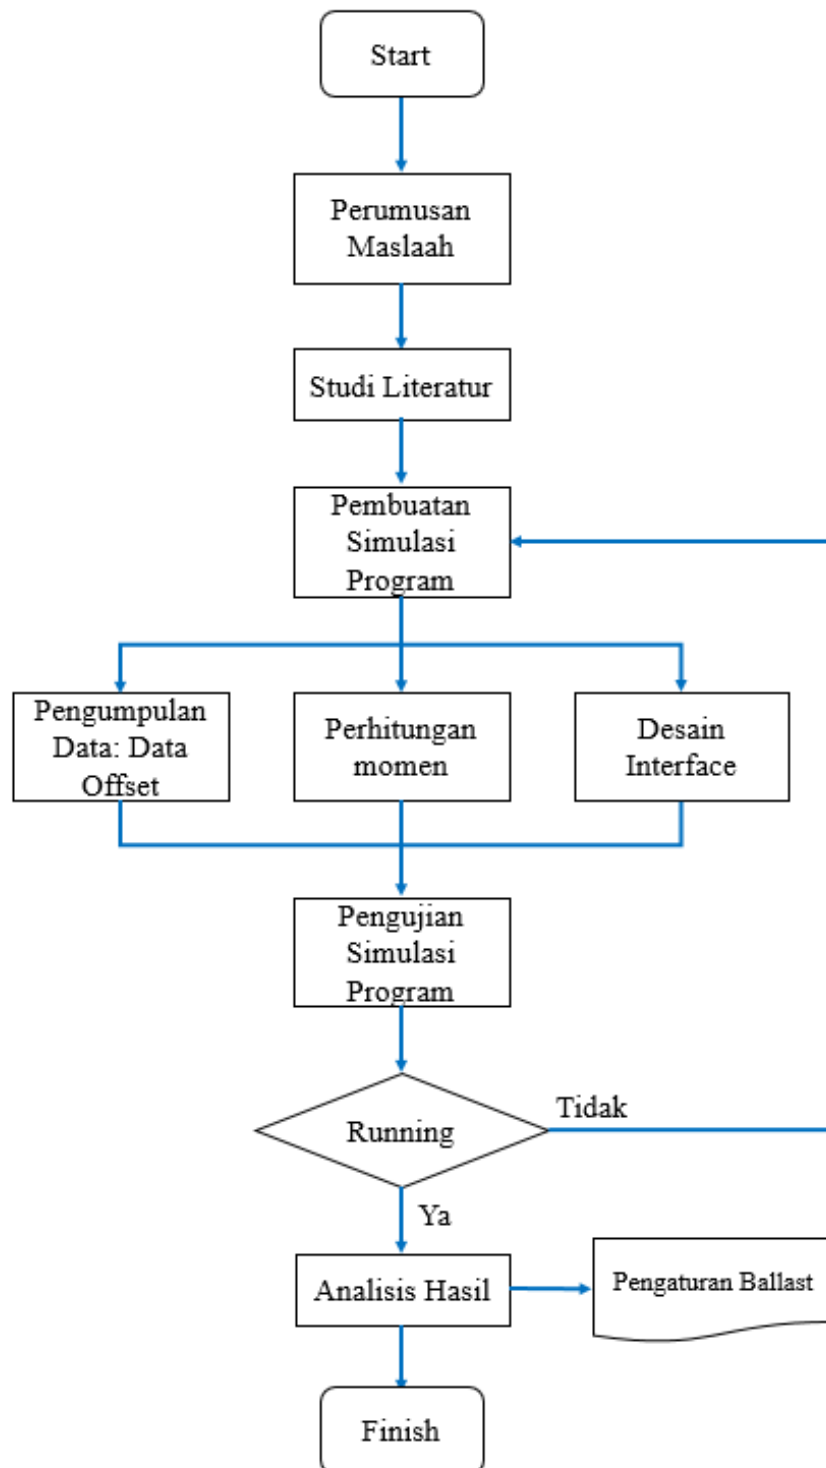 Start
Perumusan
Maslaah
Studi Literatur
Pembuatan
Simulasi
Program
Pengumpulan
Data: Data
Offset
Perhitungan
momen
Desain
Interface
Pengujian
Simulasi
Program
Running
Tidak
Ya
Analisis Hasil
Pengaturan Ballast
Finish